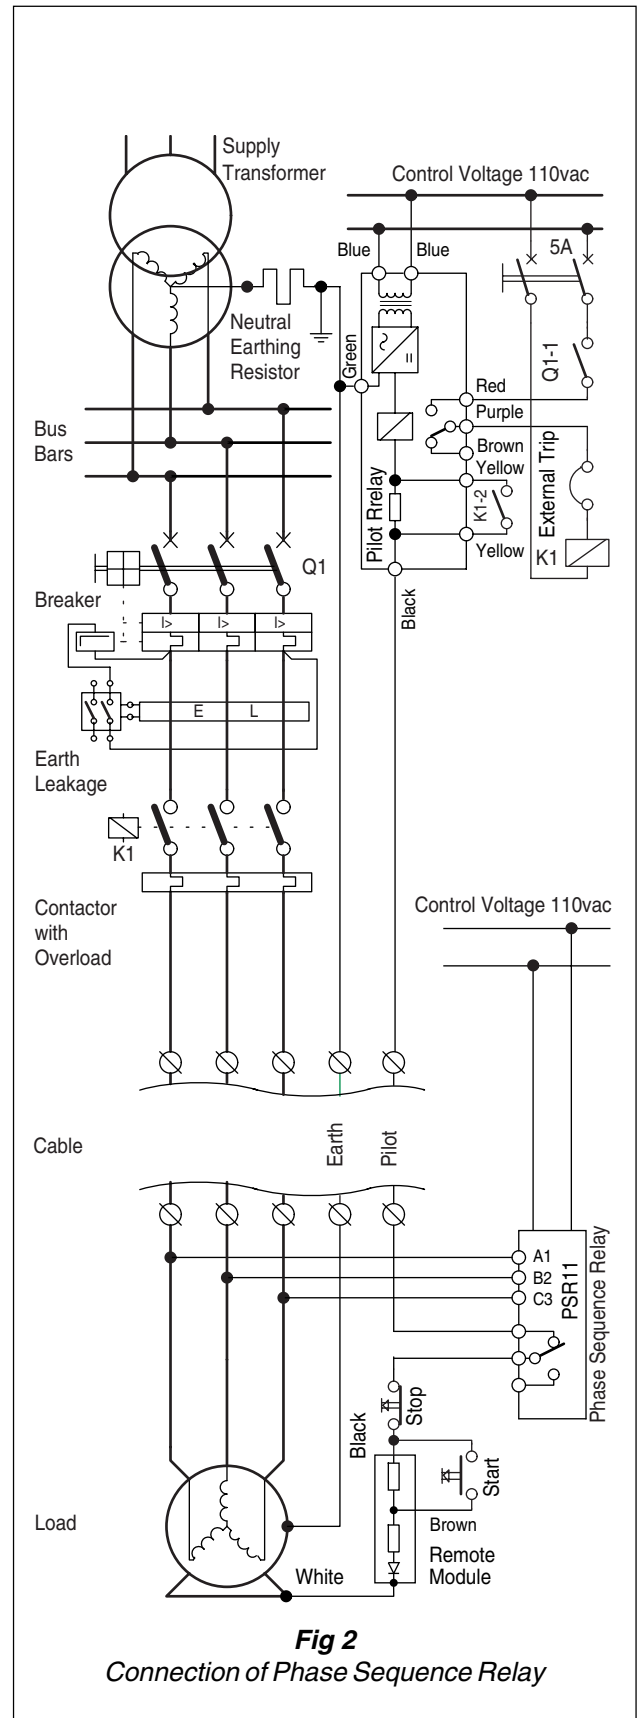 Supply
Transformer
Control Voltage 110vac
Blue
Blue
5A
Neutral
Earthing
Resistor
Green
=
Q1-1
Red
Purple
Brown
Yellow
Bus
Bars
Pilot Rrelay
K1-2
External Trip
Yellow
K1
Q1
Breaker
Black
I>
I>
I>
E
L
Earth
Leakage
K1
Contactor
with
Overload
Control Voltage 110vac
Cable
Earth
Pilot
A1
B2
C3
PSR11
Phase Sequence Relay
Stop
Black
Start
Brown
Load
Remote
Module
White
Fig 2
Connection of Phase Sequence Relay